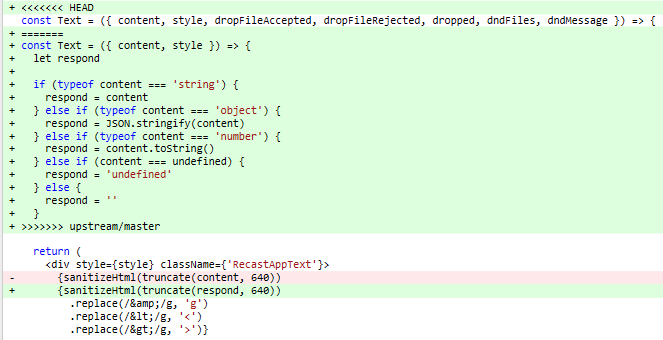 + <<<<<<< HEAD
  const Text = ({ content, style, dropFileAccepted, dropFileRejected, dropped, dndFiles, dndMessage }) => {
+ =======
+ const Text = ({ content, style }) => {
+   let respond
+
+   if (typeof content === 'string') {
+     respond = content
+   } else if (typeof content === 'object') {
+     respond = JSON.stringify(content)
+   } else if (typeof content === 'number') {
+     respond = content.toString()
+   } else if (content === undefined) {
+     respond = 'undefined'
+   } else {
+     respond = ''
+   }
+ >>>>>>> upstream/master
    return (
      <div style={style} className={'RecastAppText'}>
-       {sanitizeHtml(truncate(content, 640))
+       {sanitizeHtml(truncate(respond, 640))
          .replace(/&amp;/g, 'g')
          .replace(/&lt;/g, '<')
          .replace(/&gt;/g, '>')}